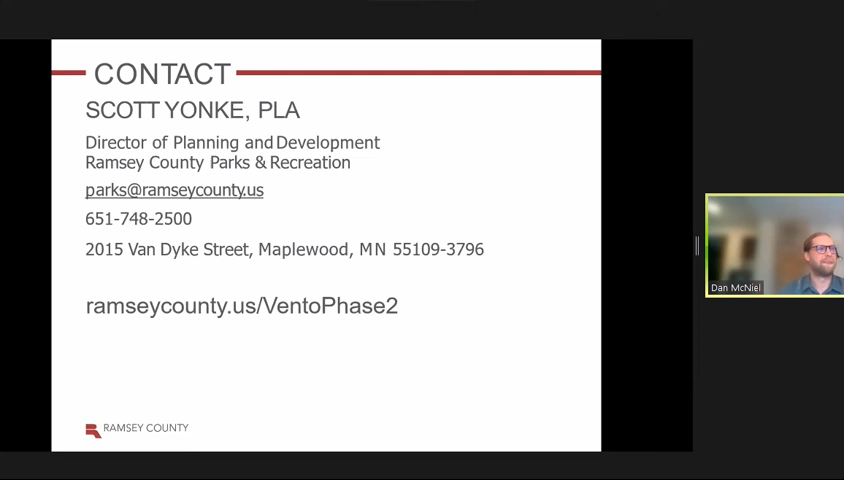 CONTACT
SCOTT YONKE, PLA
Director of Planning and Development
Ramsey County Parks & Recreation
parks@ramseycounty.us
651-748-2500
2015 Van Dyke Street, Maplewood, MN 55109-3796
ramseycounty.us/VentoPhase2
RAMSEY COUNTY
Dan McNiel